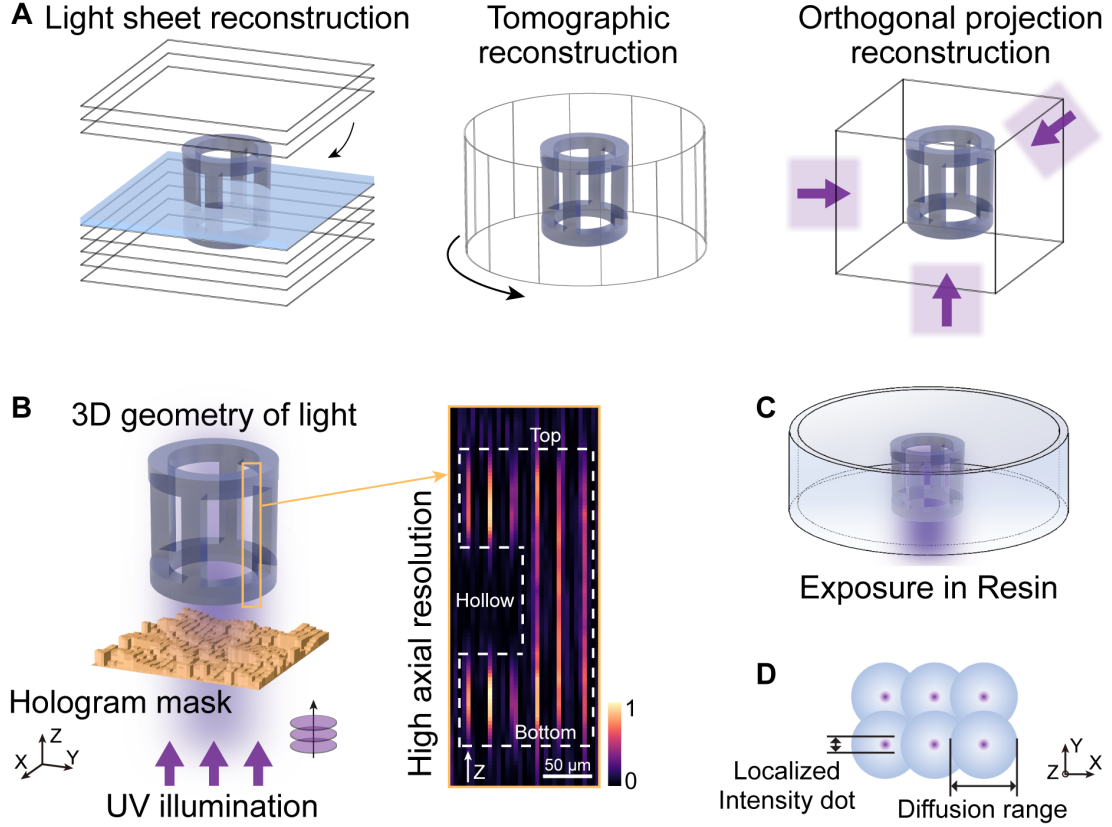 A
Light sheet reconstruction
Tomographic
reconstruction
Orthogonal projection
reconstruction
B
3D geometry of light
Hologram mask
Z
X
Y
UV illumination
High axial resolution
Top
Hollow
Bottom
Z
50 µm
1
0
C
Exposure in Resin
D
Localized
Intensity dot
Diffusion range
Y
Z
X